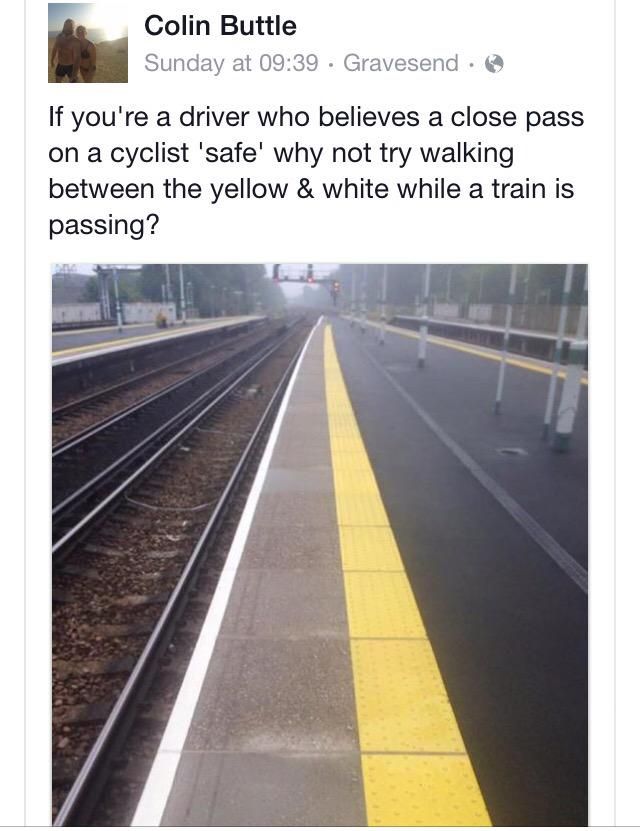 Colin Buttle
Sunday at 09:39 · Gravesend ·
If you're a driver who believes a close pass
on a cyclist 'safe' why not try walking
between the yellow & white while a train is
passing?